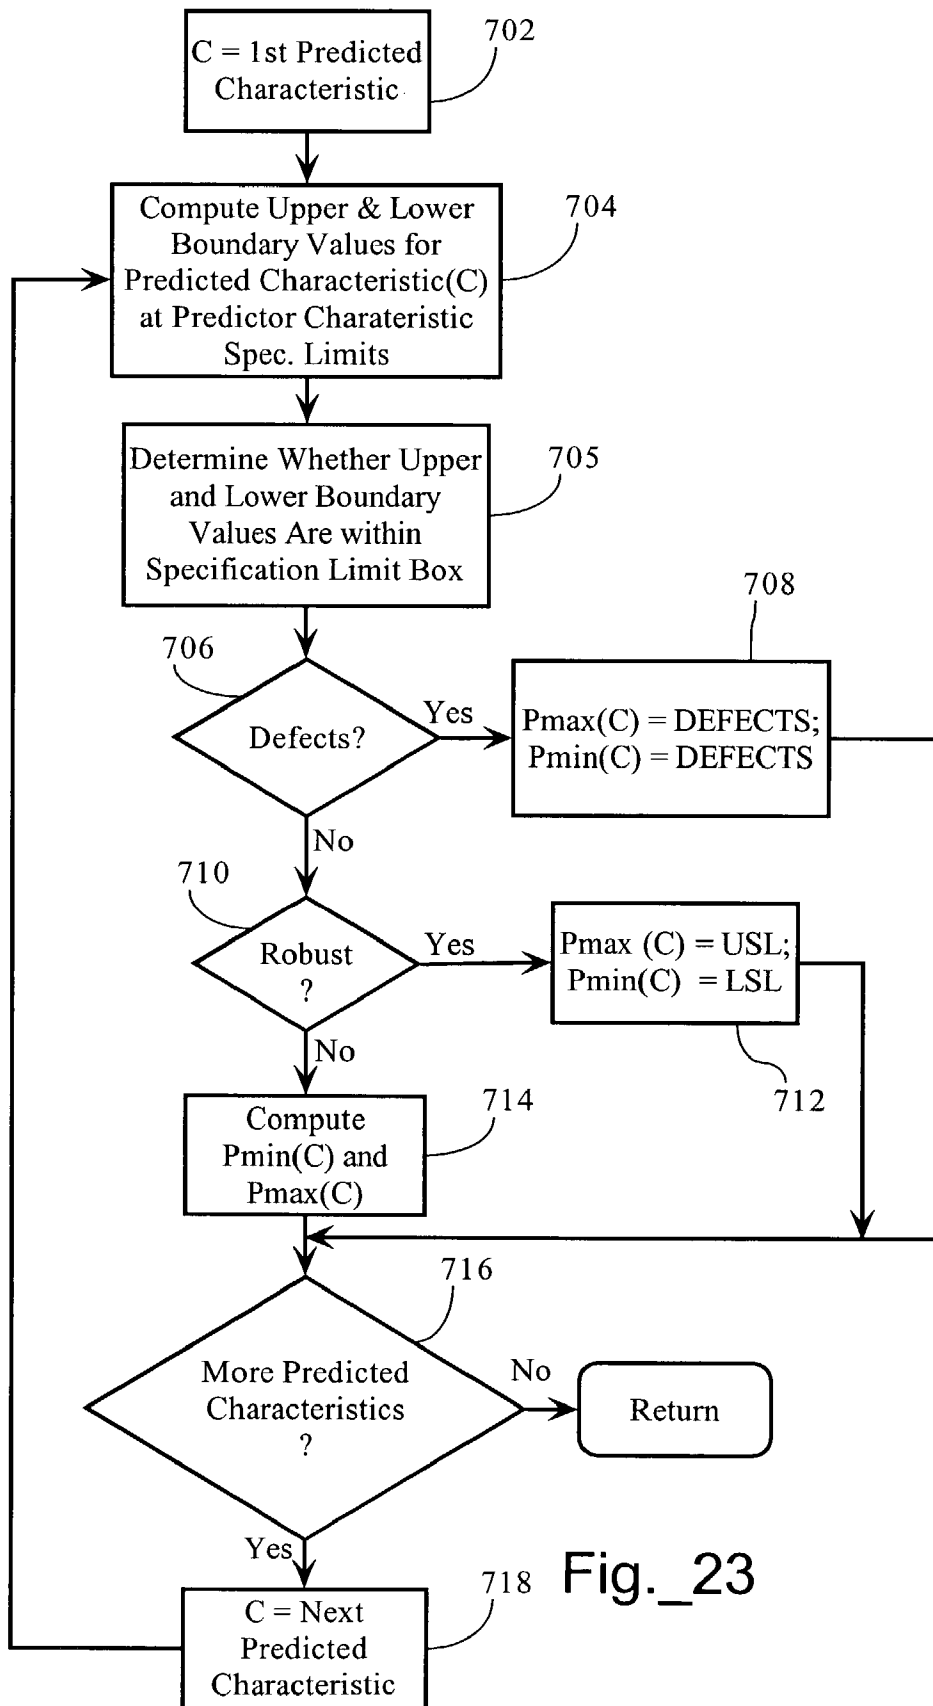 C = 1st Predicted
Characteristic
702
Compute Upper & Lower
Boundary Values for
Predicted Characteristic(C)
at Predictor Charateristic
Spec. Limits
704
Determine Whether Upper
and Lower Boundary
Values Are within
Specification Limit Box
705
706
Defects?
Yes
708
Pmax(C) = DEFECTS;
Pmin(C) = DEFECTS
No
710
Robust
?
Yes
Pmax (C) = USL;
Pmin(C) = LSL
712
No
Compute
Pmin(C) and
Pmax(C)
714
716
More Predicted
Characteristics
?
No
Return
Yes
C = Next
Predicted
Characteristic
718
Fig._23